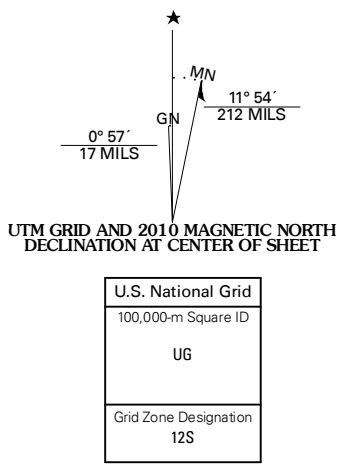 ★
MN
GN
11° 54´
212 MILS
0° 57´
17 MILS
UTM GRID AND 2010 MAGNETIC NORTH
DECLINATION AT CENTER OF SHEET
U.S. National Grid
100,000-m Square ID
UG
Grid Zone Designation
12S